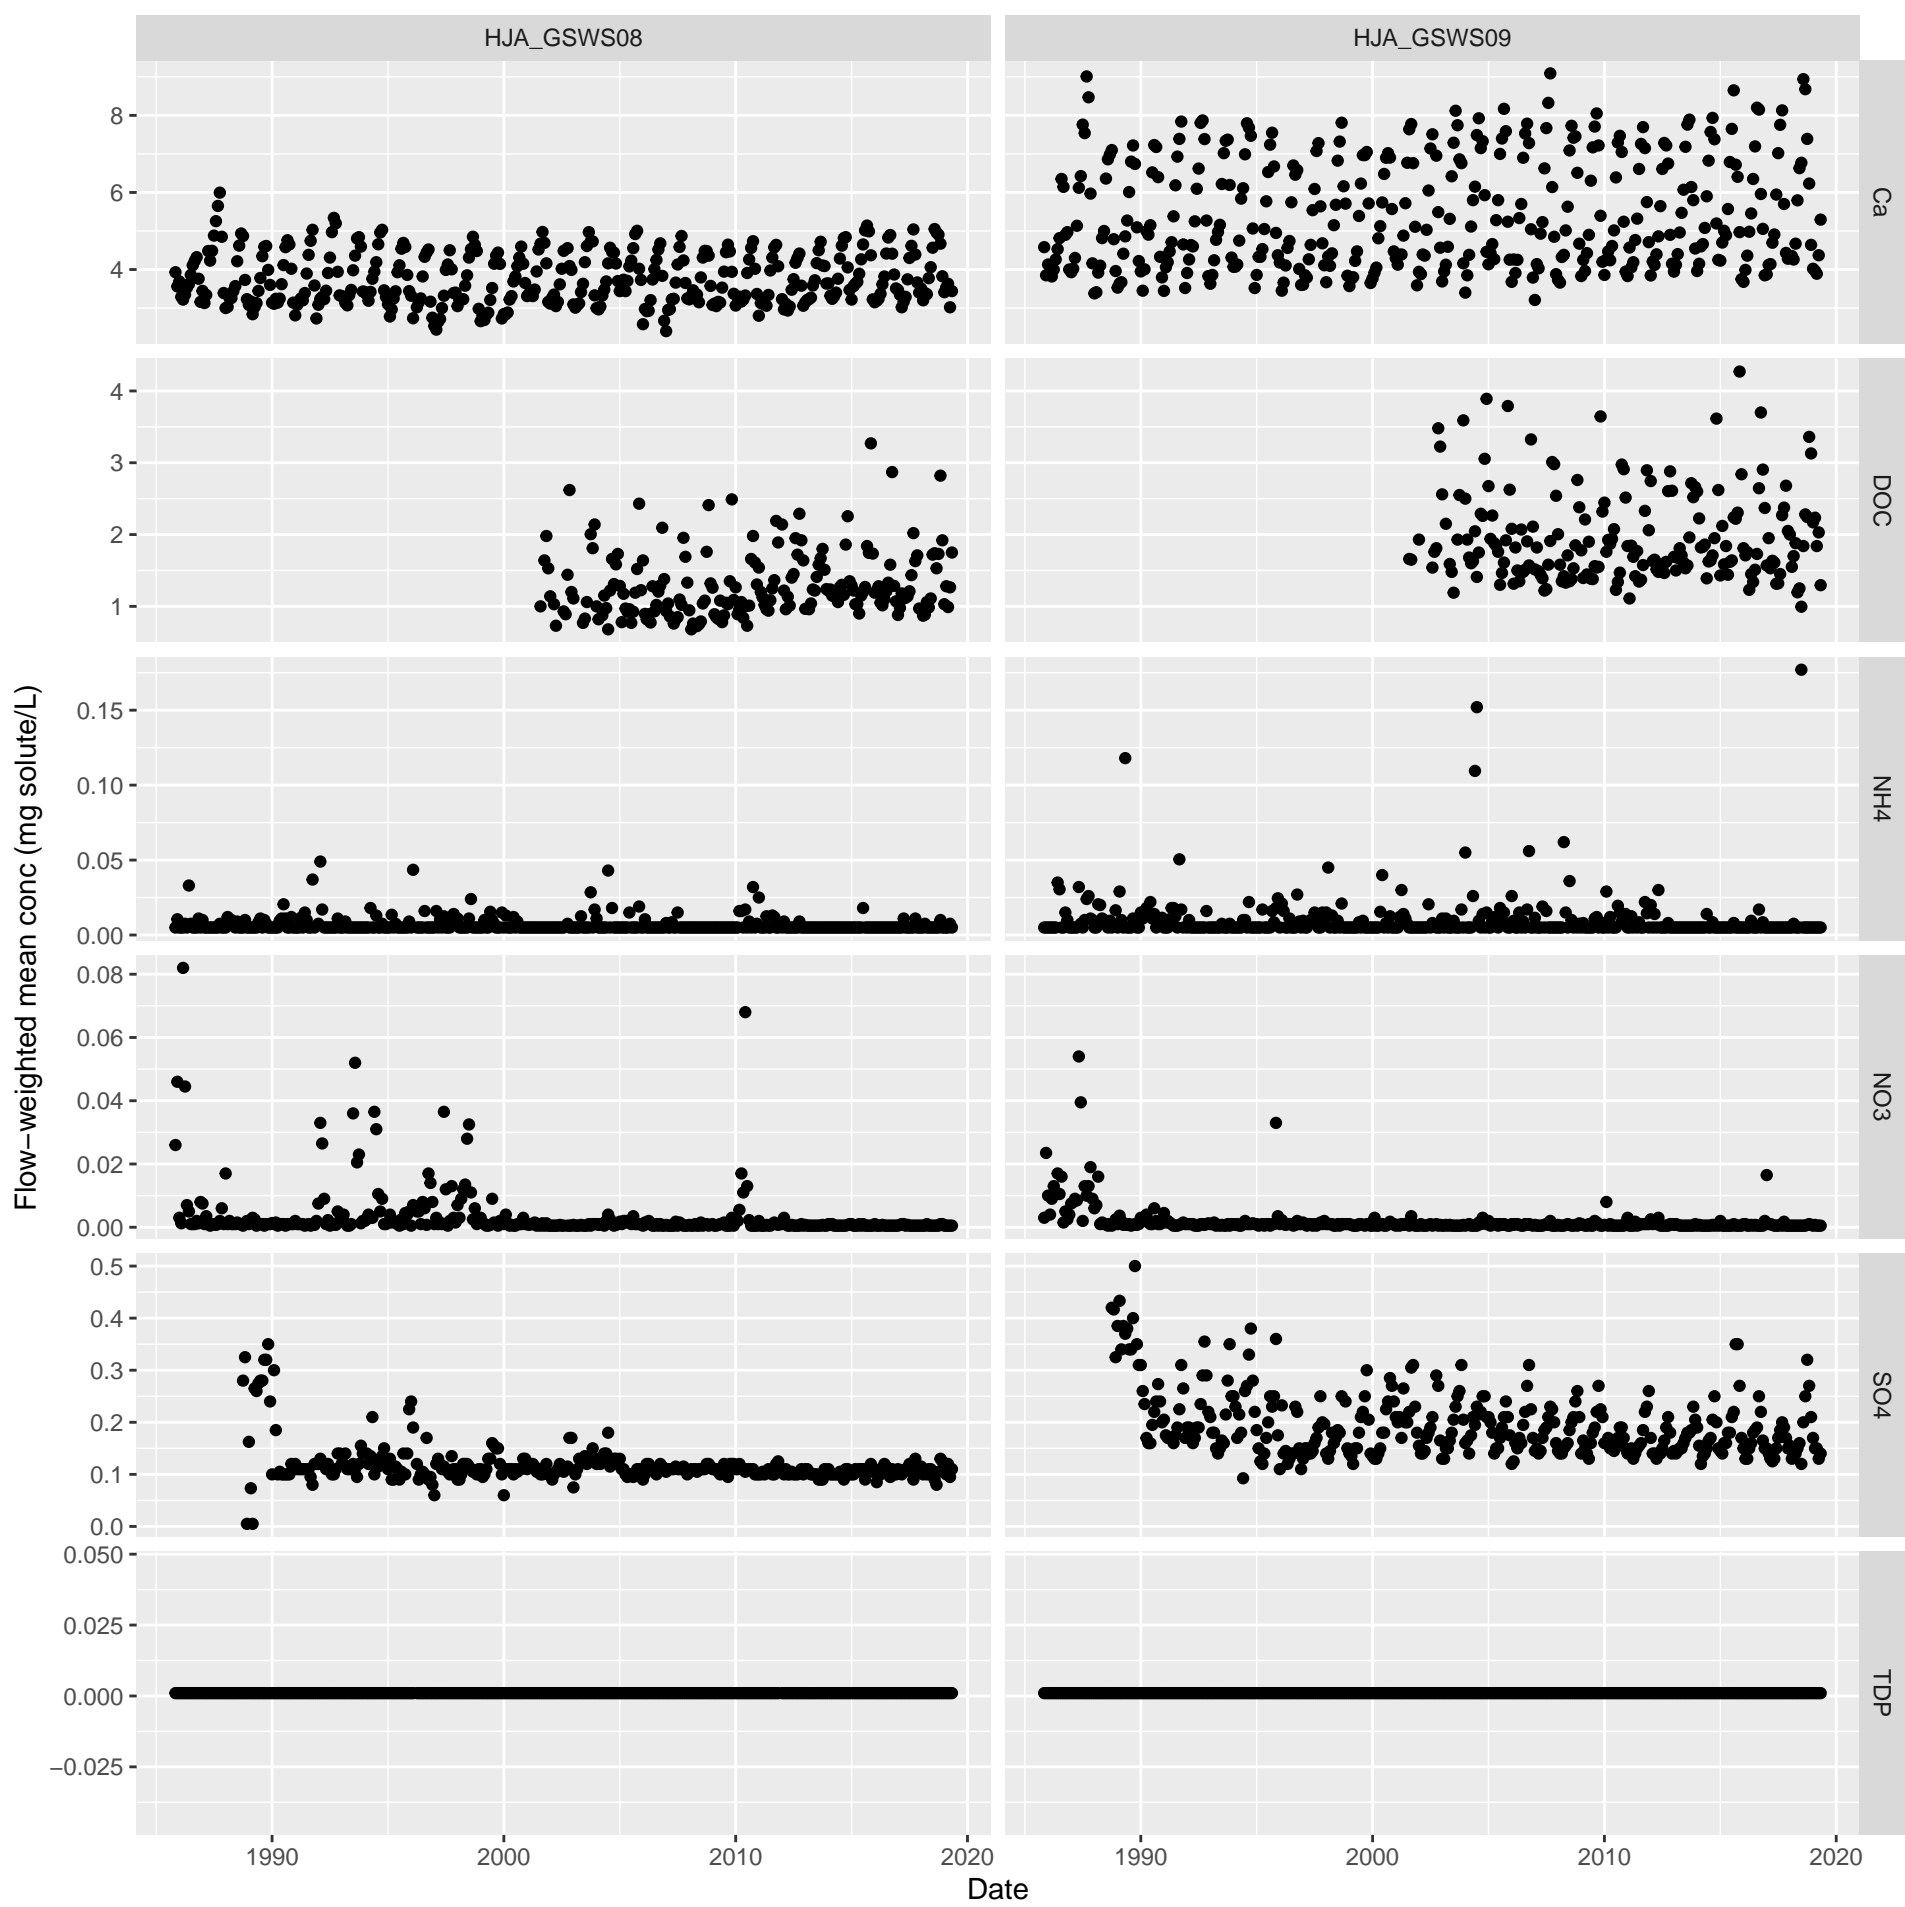 HJA_GSWS08 HJA_GSWS09
8
6
4
Ca
4
3
2
1
DOC
0.15
0.10
0.05
0.00
NH4
0.08
0.06
0.04
0.02
0.00
NO3
0.5
0.4
0.3
0.2
0.1
0.0
SO4
0.050
0.025
0.000
−0.025
TDP
Flow−weighted mean conc (mg solute/L)
1990 2000 2010 2020 1990 2000 2010 2020
Date